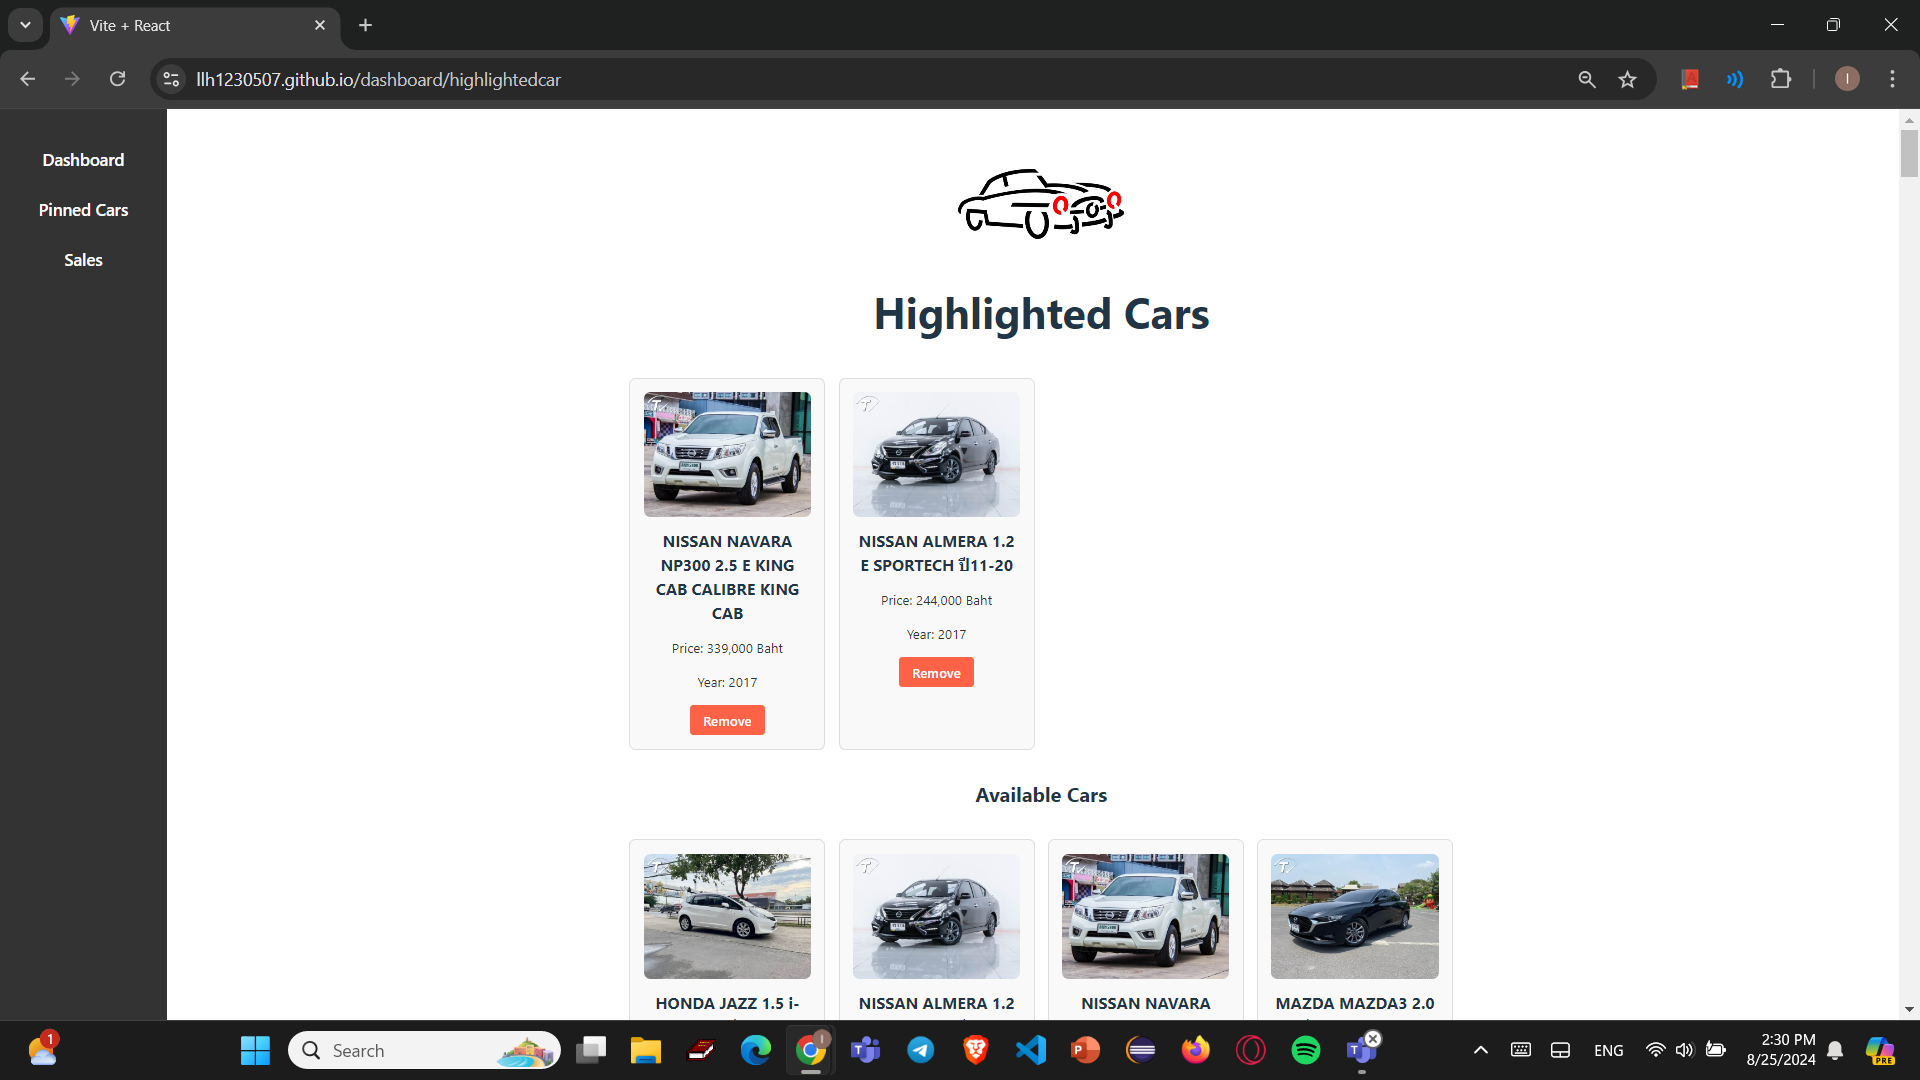 Vite + React
llh1230507.github.io/dashboard/highlightedcar
I
Dashboard
Pinned Cars
Sales
Highlighted Cars
NISSAN NAVARA
NP300 2.5 E KING
CAB CALIBRE KING
CAB
Price: 339,000 Baht
Year: 2017
Remove
NISSAN ALMERA 1.2
E SPORTECH ปี11-20
Price: 244,000 Baht
Year: 2017
Remove
Available Cars
HONDA JAZZ 1.5 i-
NISSAN ALMERA 1.2
NISSAN NAVARA
MAZDA MAZDA3 2.0
1
Search
ENG
2:30 PM
8/25/2024
PRE